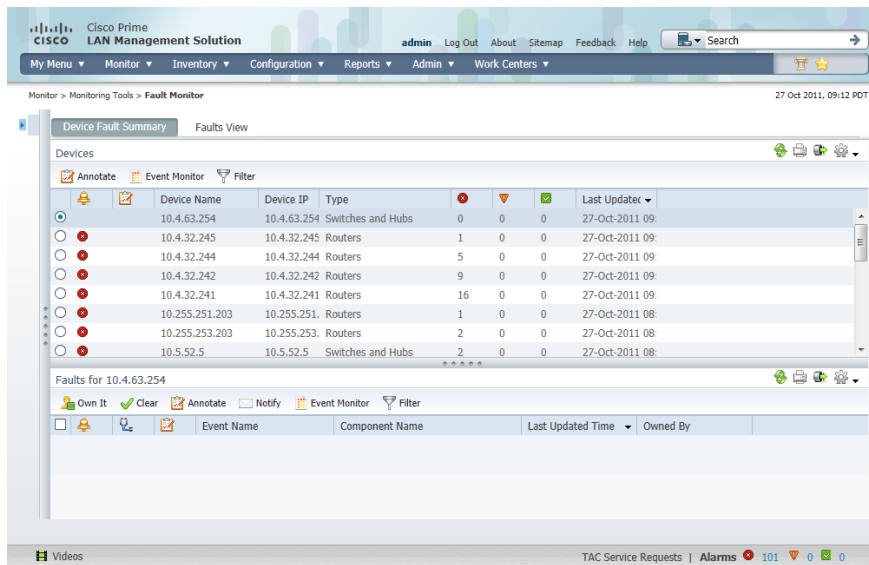 Cisco Prime
CISCO LAN Management Solution
admin Log Out About Sitemap Feedback Help Search
My Menu Monitor Inventory Configuration Reports Admin Work Centers
Monitor > Monitoring Tools > Fault Monitor 27 Oct 2011, 09:12 PDT
Device Fault Summary Faults View
Devices
Annotate Event Monitor Filter
Device Name Device IP Type Last Updatec
10.4.63.254 10.4.63.254 Switches and Hubs 0 0 0 27-Oct-2011 09:
10.4.32.245 10.4.32.245 Routers 1 0 0 27-Oct-2011 09:
10.4.32.244 10.4.32.244 Routers 5 0 0 27-Oct-2011 09:
10.4.32.242 10.4.32.242 Routers 9 0 0 27-Oct-2011 09:
10.4.32.241 10.4.32.241 Routers 16 0 0 27-Oct-2011 09:
10.255.251.203 10.255.251. Routers 1 0 0 27-Oct-2011 08:
10.255.253.203 10.255.253. Routers 2 0 0 27-Oct-2011 08:
10.5.52.5 10.5.52.5 Switches and Hubs 2 0 0 27-Oct-2011 08:
Faults for 10.4.63.254
Own It Clear Annotate Notify Event Monitor Filter
Event Name Component Name Last Updated Time Owned By
Videos TAC Service Requests | Alarms 101 0 0